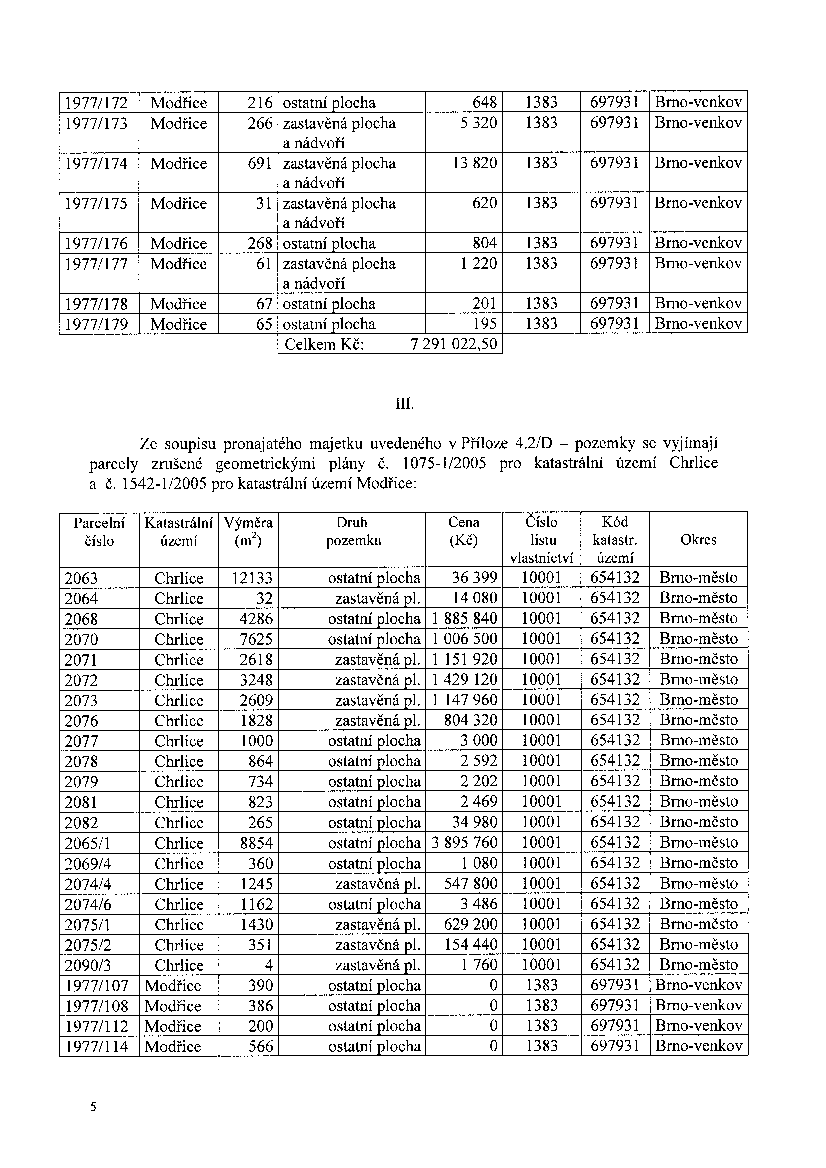 1977/172 Modřice 216 ostatní plocha 648 1383 697931 Brno-venkov
1977/173 Modřice 266 zastavěná plocha 5 320 1383 697931 Brno-venkov
a nádvoří
1977/174 Modřice 691 zastavěná plocha 13 820 1383 697931 Brno-venkov
a nádvoří
1977/175 Modřice 31 zastavěná plocha 620 1383 697931 Brno-venkov
a nádvoří
1977/176 Modřice 268 ostatní plocha 804 1383 697931 Brno-venkov
1977/177 Modřice 61 zastavěná plocha 1 220 1383 697931 Brno-venkov
a nádvoří
1977/178 Modřice 67 ostatní plocha 201 1383 697931 Brno-venkov
1977/179 Modřice 65 ostatní plocha 195 1383 697931 Brno-venkov
Celkem Kč: 7 291 022,50
III.
Ze soupisu pronajatého majetku uvedeného v Příloze 4.2/D – pozemky se vyjímají
parcely zrušené geometrickými plány č. 1075-1/2005 pro katastrální území Chrlice
a č. 1542-1/2005 pro katastrální území Modřice:
Parcelní Katastrální Výměra Druh Cena Číslo Kód
číslo území (m²) pozemku (Kč) listu katastr. Okres
vlastnictví území
2063 Chrlice 12133 ostatní plocha 36 399 10001 654132 Brno-město
2064 Chrlice 32 zastavěná pl. 14 080 10001 654132 Brno-město
2068 Chrlice 4286 ostatní plocha 1 885 840 10001 654132 Brno-město
2070 Chrlice 7625 ostatní plocha 1 006 500 10001 654132 Brno-město
2071 Chrlice 2618 zastavěná pl. 1 151 920 10001 654132 Brno-město
2072 Chrlice 3248 zastavěná pl. 1 429 120 10001 654132 Brno-město
2073 Chrlice 2609 zastavěná pl. 1 147 960 10001 654132 Brno-město
2076 Chrlice 1828 zastavěná pl. 804 320 10001 654132 Brno-město
2077 Chrlice 1000 ostatní plocha 3 000 10001 654132 Brno-město
2078 Chrlice 864 ostatní plocha 2 592 10001 654132 Brno-město
2079 Chrlice 734 ostatní plocha 2 202 10001 654132 Brno-město
2081 Chrlice 823 ostatní plocha 2 469 10001 654132 Brno-město
2082 Chrlice 265 ostatní plocha 34 980 10001 654132 Brno-město
2065/1 Chrlice 8854 ostatní plocha 3 895 760 10001 654132 Brno-město
2069/4 Chrlice 360 ostatní plocha 1 080 10001 654132 Brno-město
2074/4 Chrlice 1245 zastavěná pl. 547 800 10001 654132 Brno-město
2074/6 Chrlice 1162 ostatní plocha 3 486 10001 654132 Brno-město
2075/1 Chrlice 1430 zastavěná pl. 629 200 10001 654132 Brno-město
2075/2 Chrlice 351 zastavěná pl. 154 440 10001 654132 Brno-město
2090/3 Chrlice 4 zastavěná pl. 1 760 10001 654132 Brno-město
1977/107 Modřice 390 ostatní plocha 0 1383 697931 Brno-venkov
1977/108 Modřice 386 ostatní plocha 0 1383 697931 Brno-venkov
1977/112 Modřice 200 ostatní plocha 0 1383 697931 Brno-venkov
1977/114 Modřice 566 ostatní plocha 0 1383 697931 Brno-venkov
5